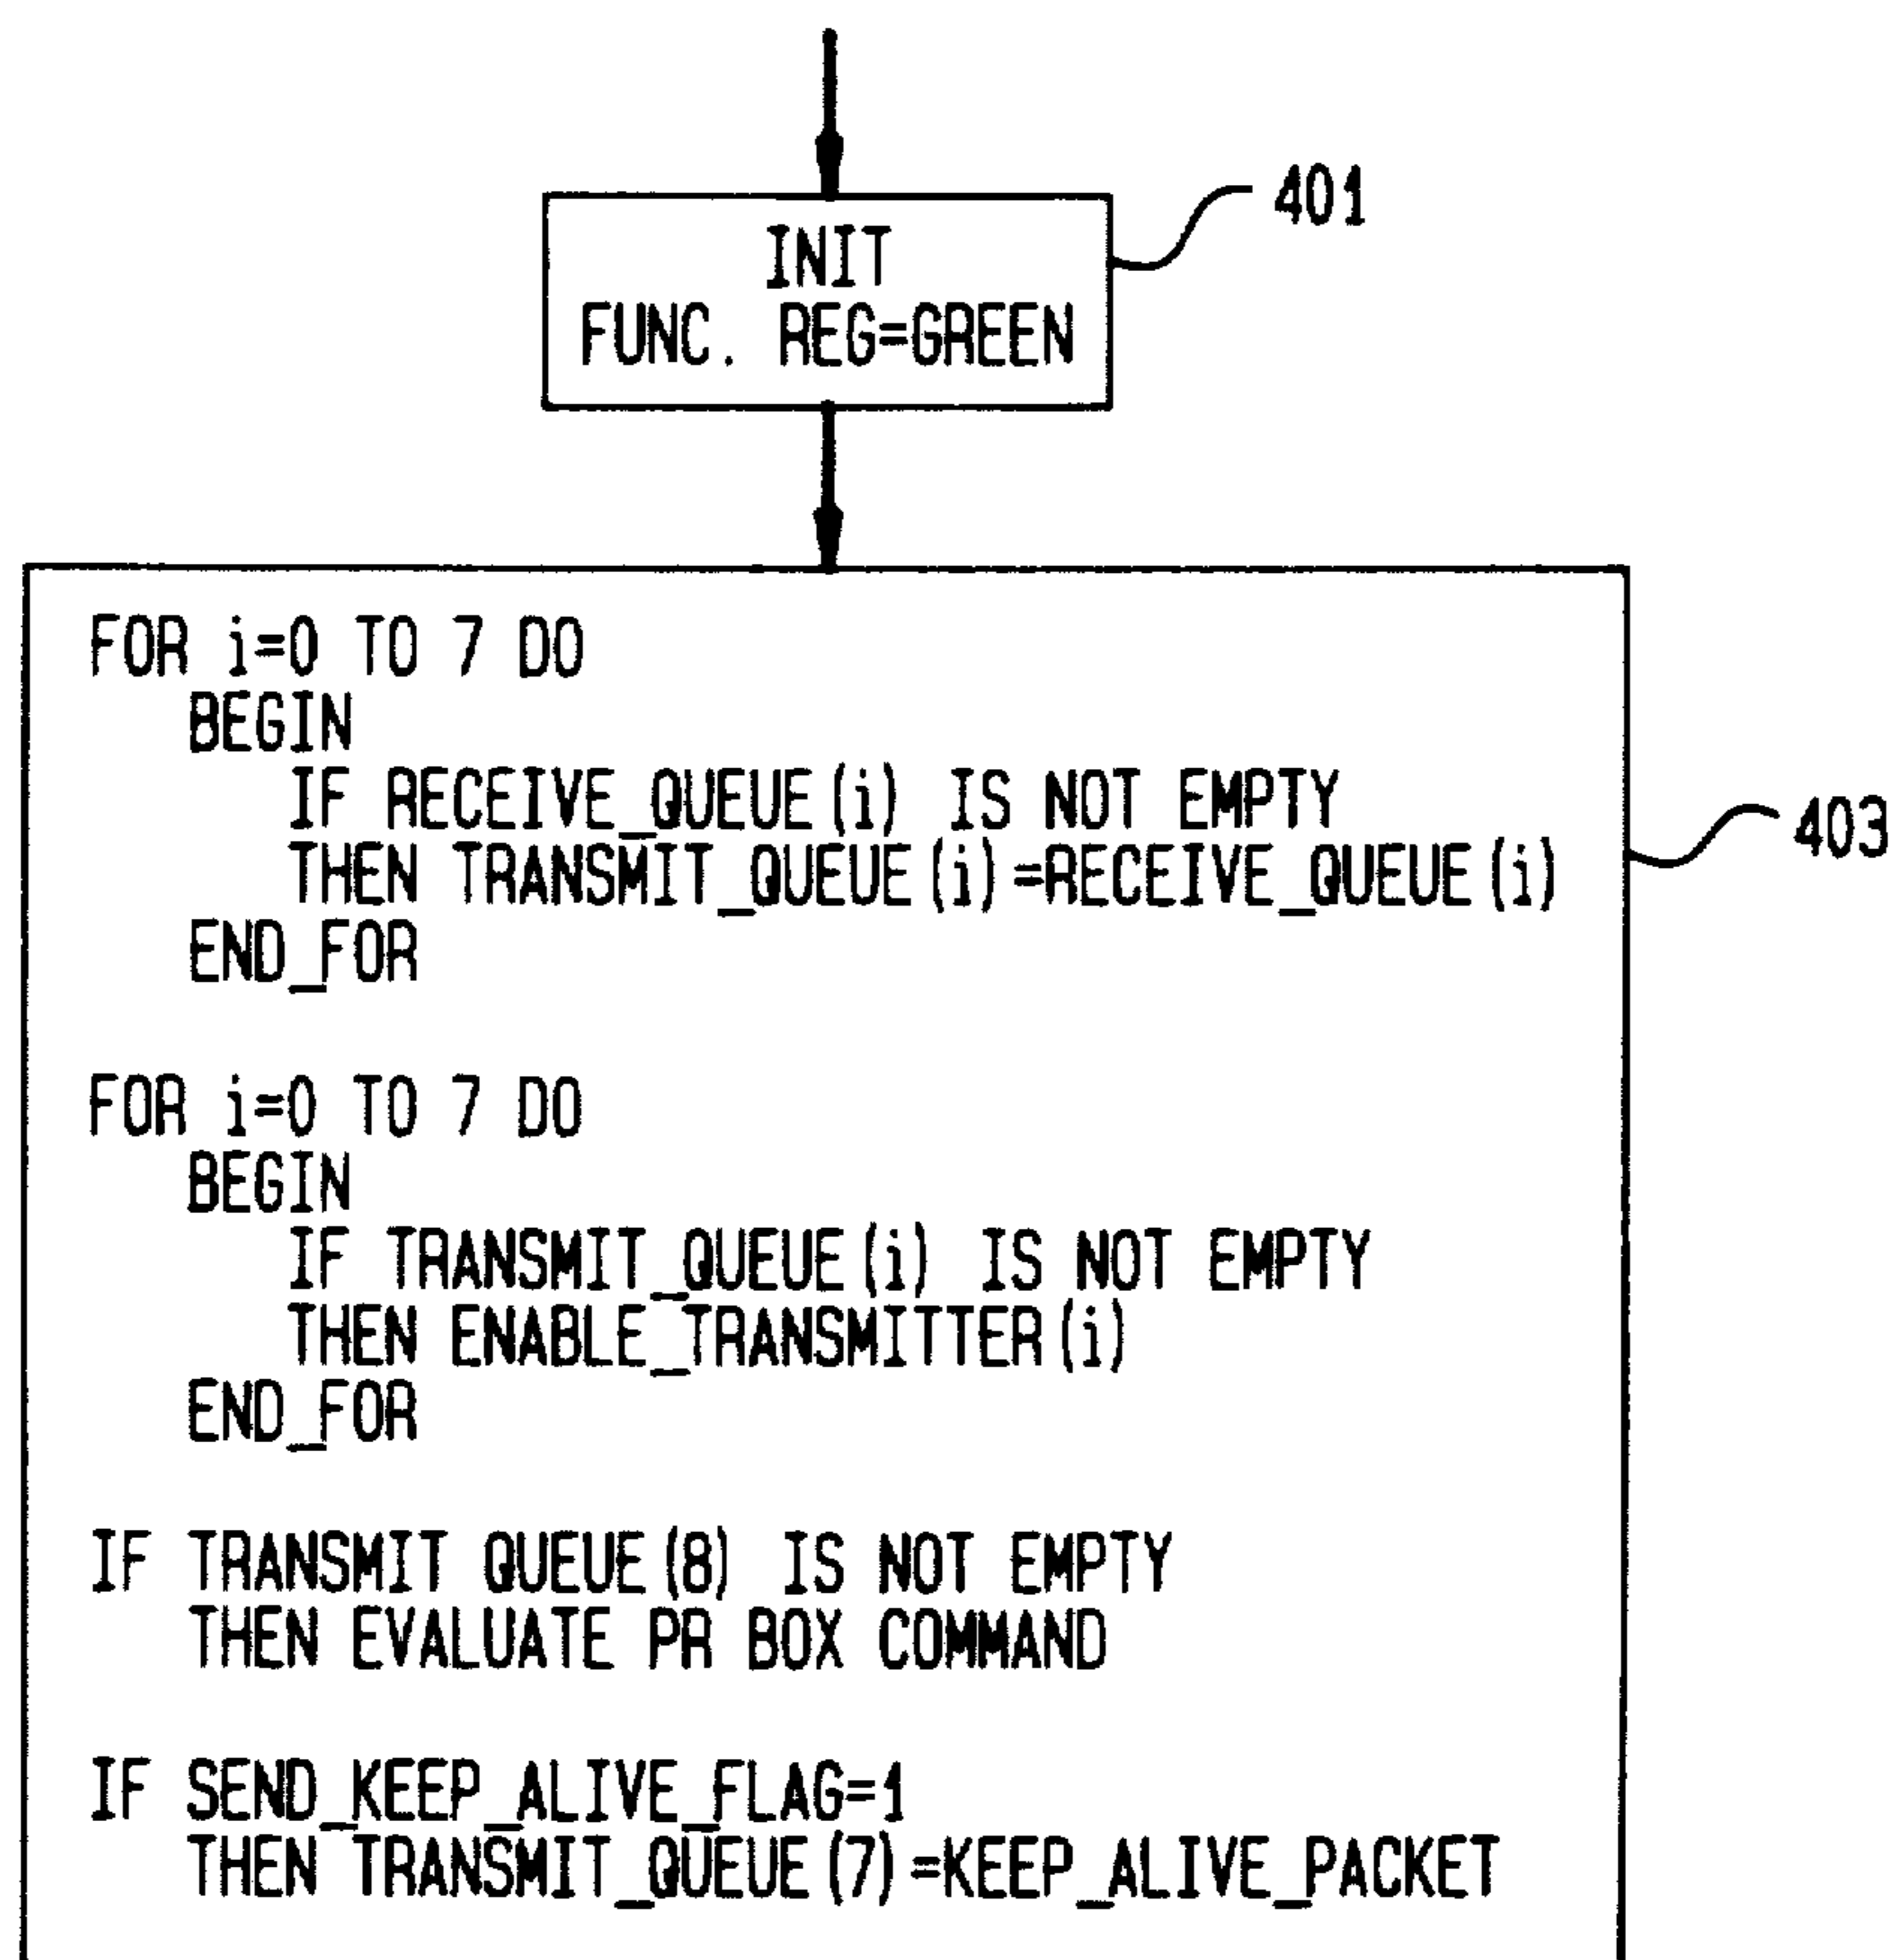 401
INIT
FUNC. REG=GREEN
FOR i=0 TO 7 DO
BEGIN
IF RECEIVE_QUEUE(i) IS NOT EMPTY
THEN TRANSMIT_QUEUE(i)=RECEIVE_QUEUE(i)
403
END_FOR
FOR i=0 TO 7 DO
BEGIN
IF TRANSMIT_QUEUE(i) IS NOT EMPTY
THEN ENABLE_TRANSMITTER(i)
END_FOR
IF TRANSMIT QUEUE(8) IS NOT EMPTY
THEN EVALUATE PR BOX COMMAND
IF SEND_KEEP_ALIVE_FLAG=1
THEN TRANSMIT_QUEUE(7)=KEEP_ALIVE_PACKET